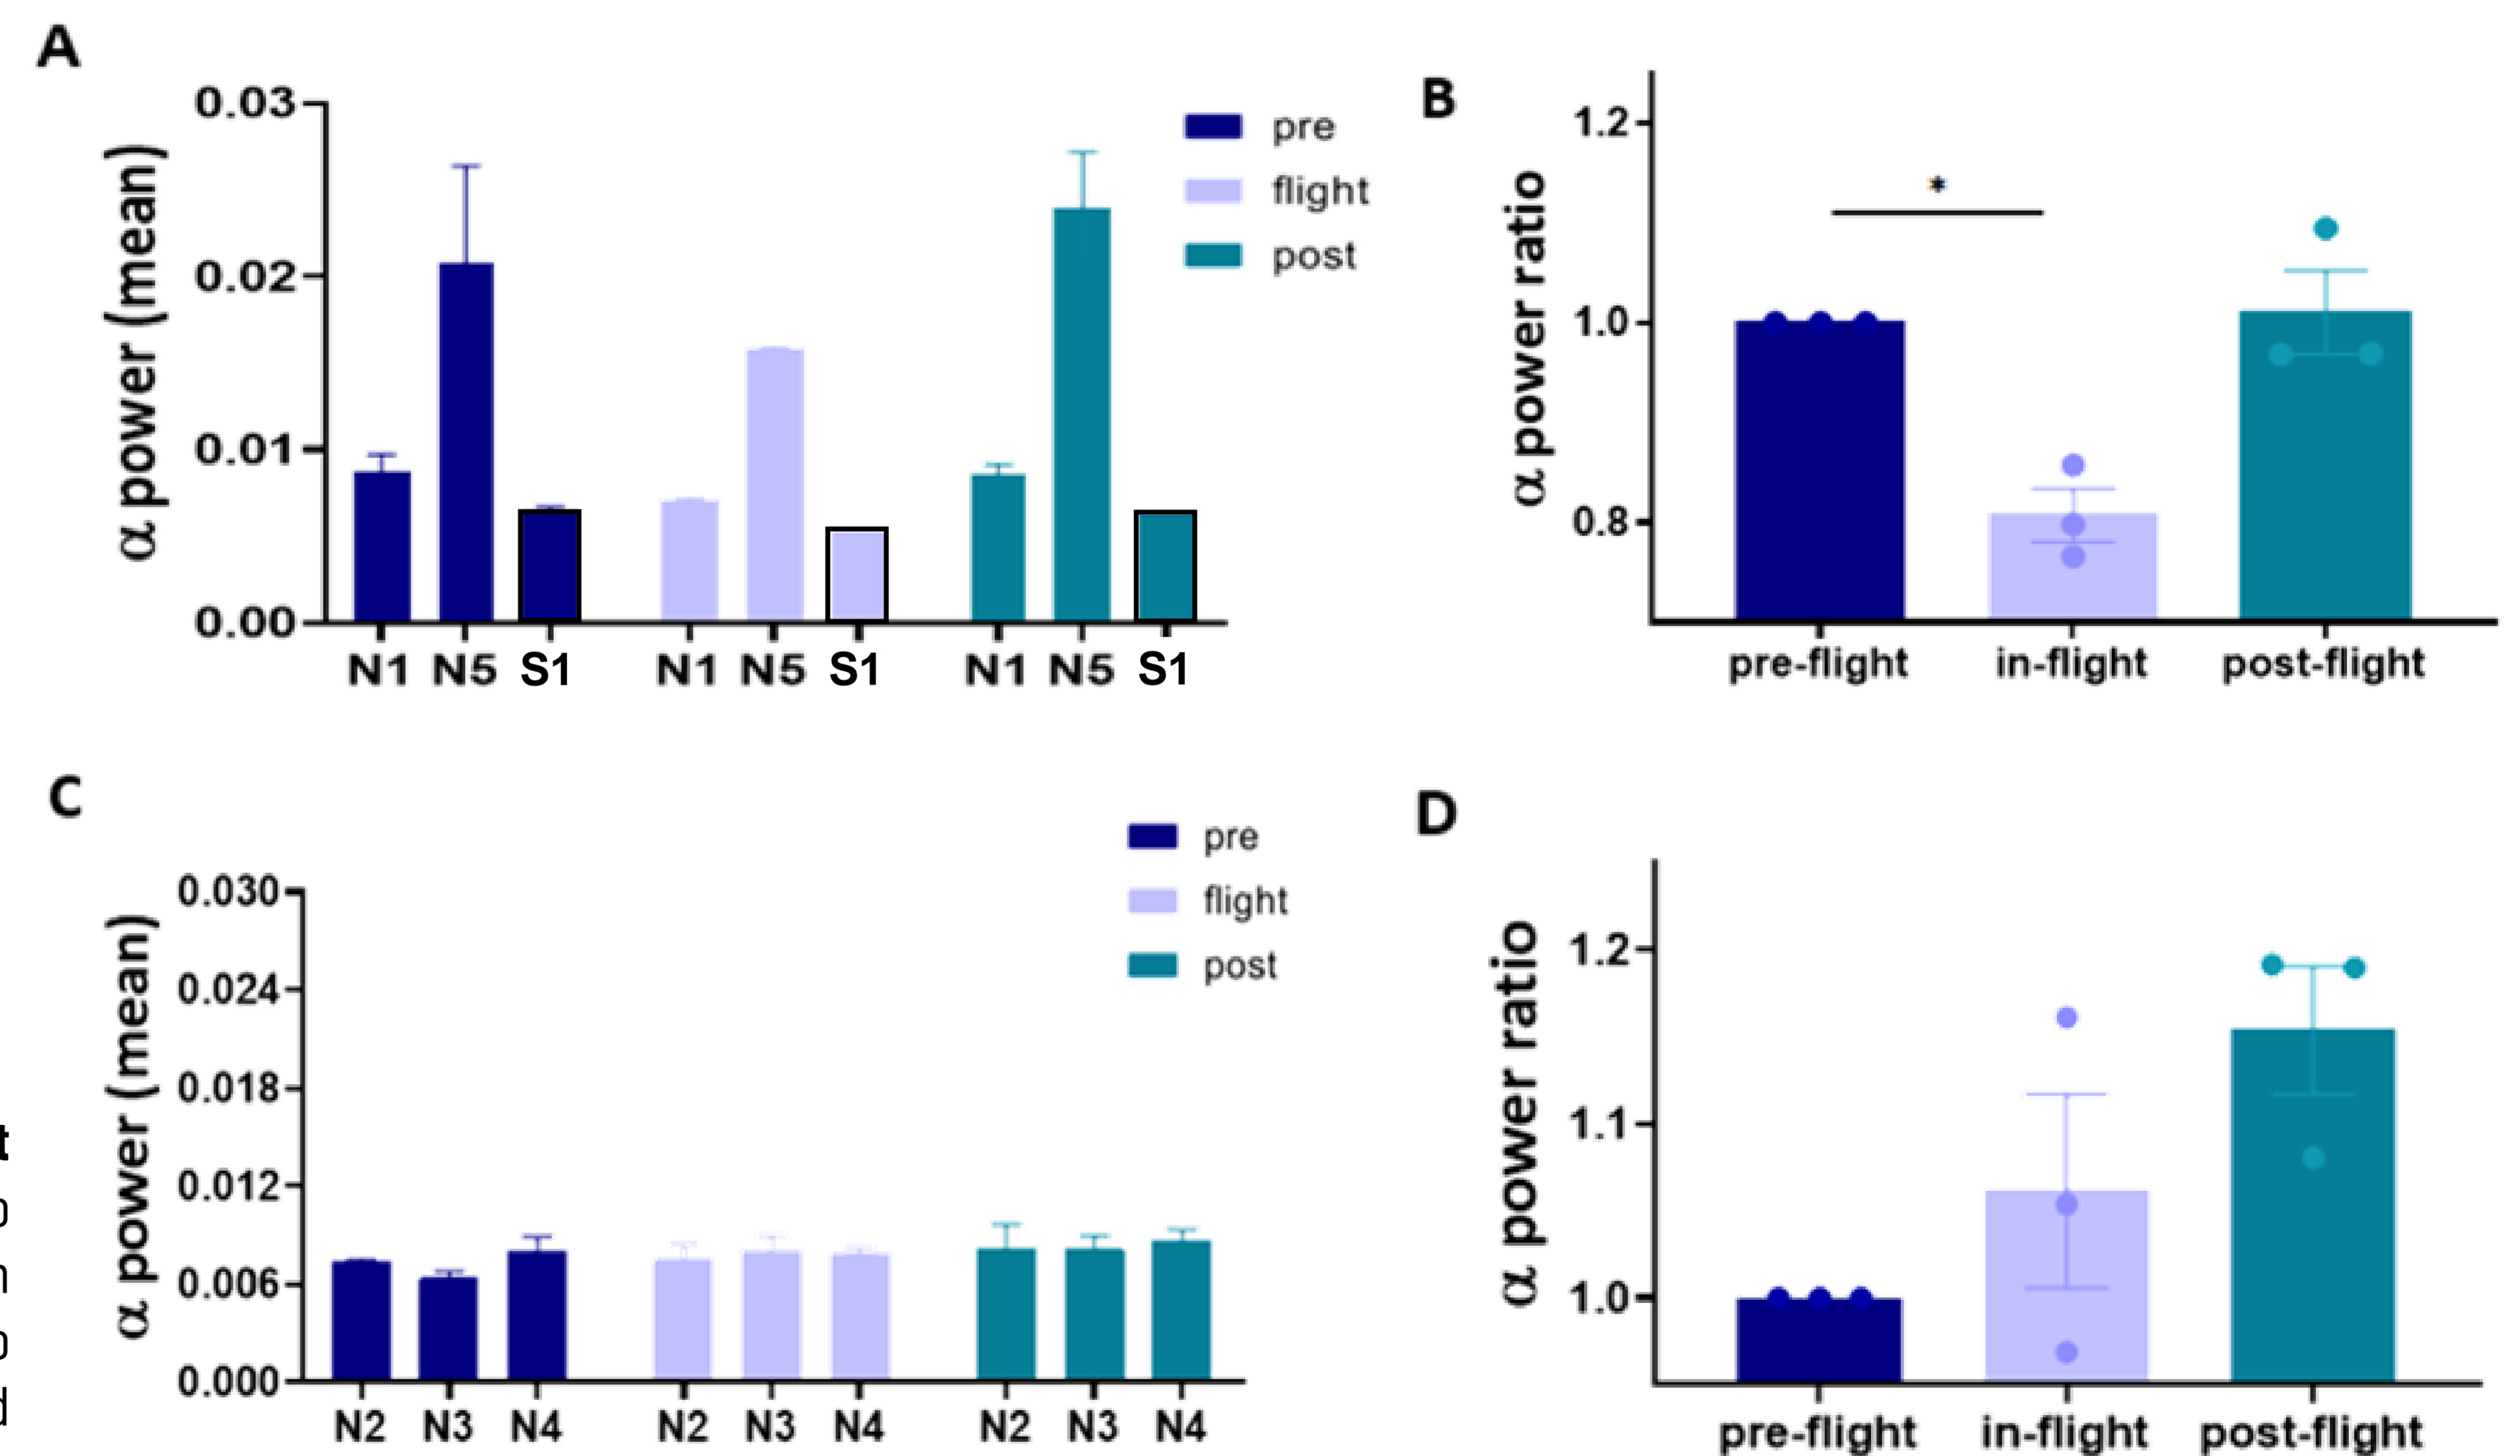 A
0.03
0.02
0.01
0.00
α power (mean)
pre
flight
post
N1 N5 S1 N1 N5 S1 N1 N5 S1
B
1.2
1.0
0.8
α power ratio
*
pre-flight in-flight post-flight
C
0.030
0.024
0.018
0.012
0.006
0.000
α power (mean)
pre
flight
post
N2 N3 N4 N2 N3 N4 N2 N3 N4
D
1.2
1.1
1.0
α power ratio
pre-flight in-flight post-flight